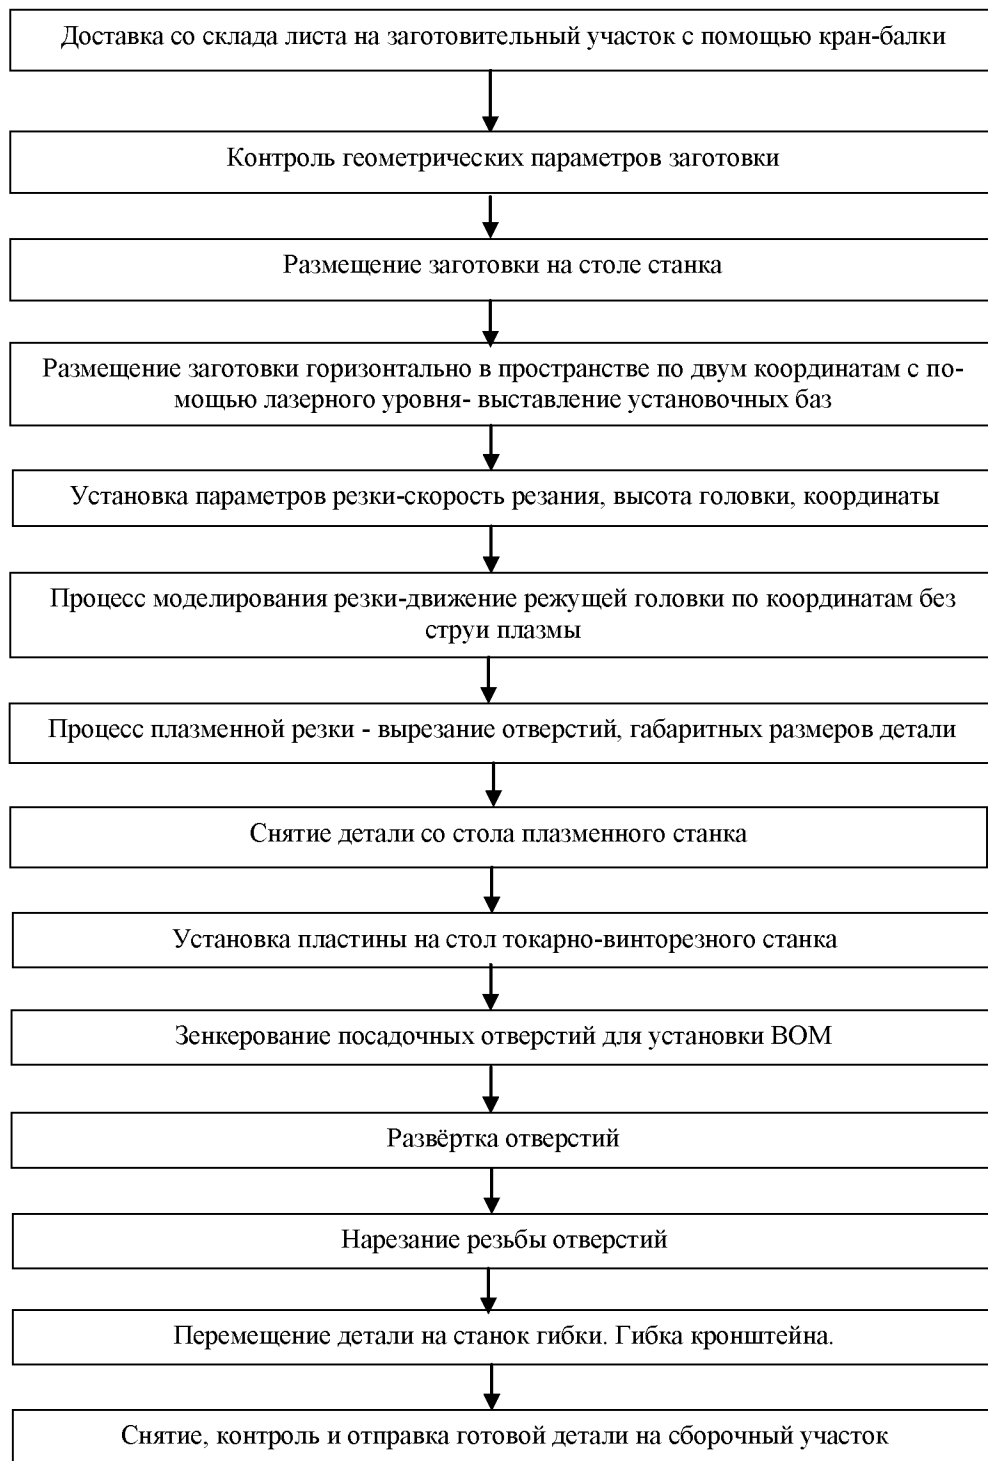 Доставка со склада листа на заготовительный участок с помощью кран-балки
Контроль геометрических параметров заготовки
Размещение заготовки на столе станка
Размещение заготовки горизонтально в пространстве по двум координатам с по-
мощью лазерного уровня- выставление установочных баз
Установка параметров резки-скорость резания, высота головки, координаты
Процесс моделирования резки-движение режущей головки по координатам без
струи плазмы
Процесс плазменной резки - вырезание отверстий, габаритных размеров детали
Снятие детали со стола плазменного станка
Установка пластины на стол токарно-винторезного станка
Зенкерование посадочных отверстий для установки ВОМ
Развёртка отверстий
Нарезание резьбы отверстий
Перемещение детали на станок гибки. Гибка кронштейна.
Снятие, контроль и отправка готовой детали на сборочный участок